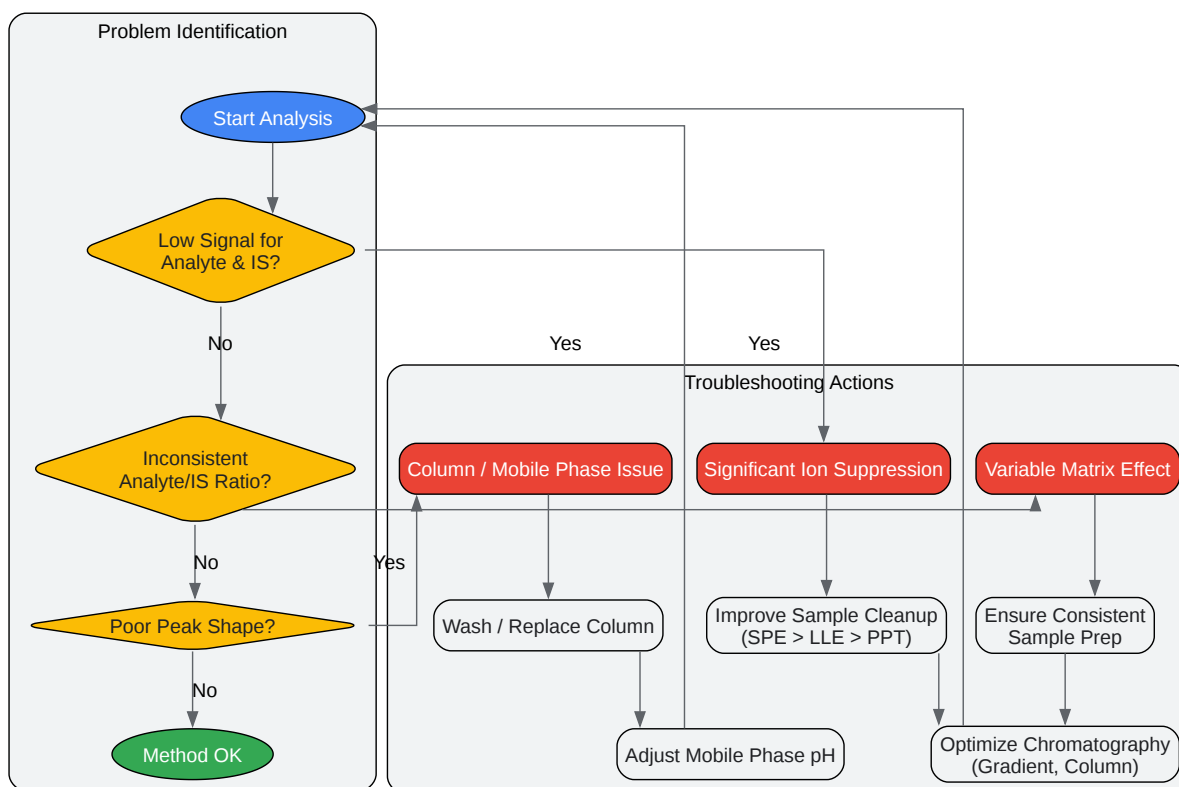 Problem Identification
Start Analysis
Low Signal for
Analyte & IS?
No
Yes
Yes
Troubleshooting Actions
Inconsistent
Analyte/IS Ratio?
Column / Mobile Phase Issue
Significant Ion Suppression
Variable Matrix Effect
No
Yes
Poor Peak Shape?
Wash / Replace Column
Improve Sample Cleanup
(SPE > LLE > PPT)
Ensure Consistent
Sample Prep
No
Method OK
Adjust Mobile Phase pH
Optimize Chromatography
(Gradient, Column)